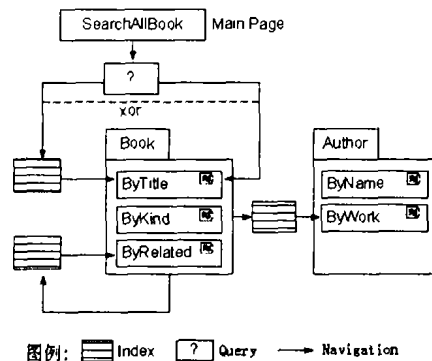 SearchAllBook Main Page
?
xor
Book
Author
ByTitle
ByName
ByKind
ByWork
ByRelated
图例: Index ? Query Navigation